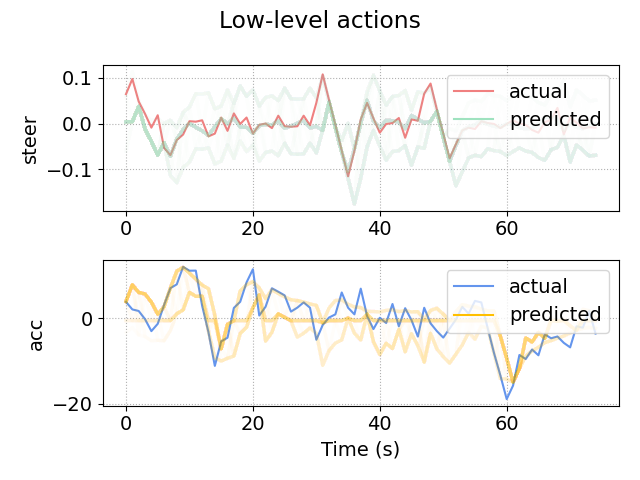 Low-level actions
0.1
0.0
−0.1
steer
actual
predicted
0
20
40
60
0
−20
acc
actual
predicted
0
20
40
60
Time (s)